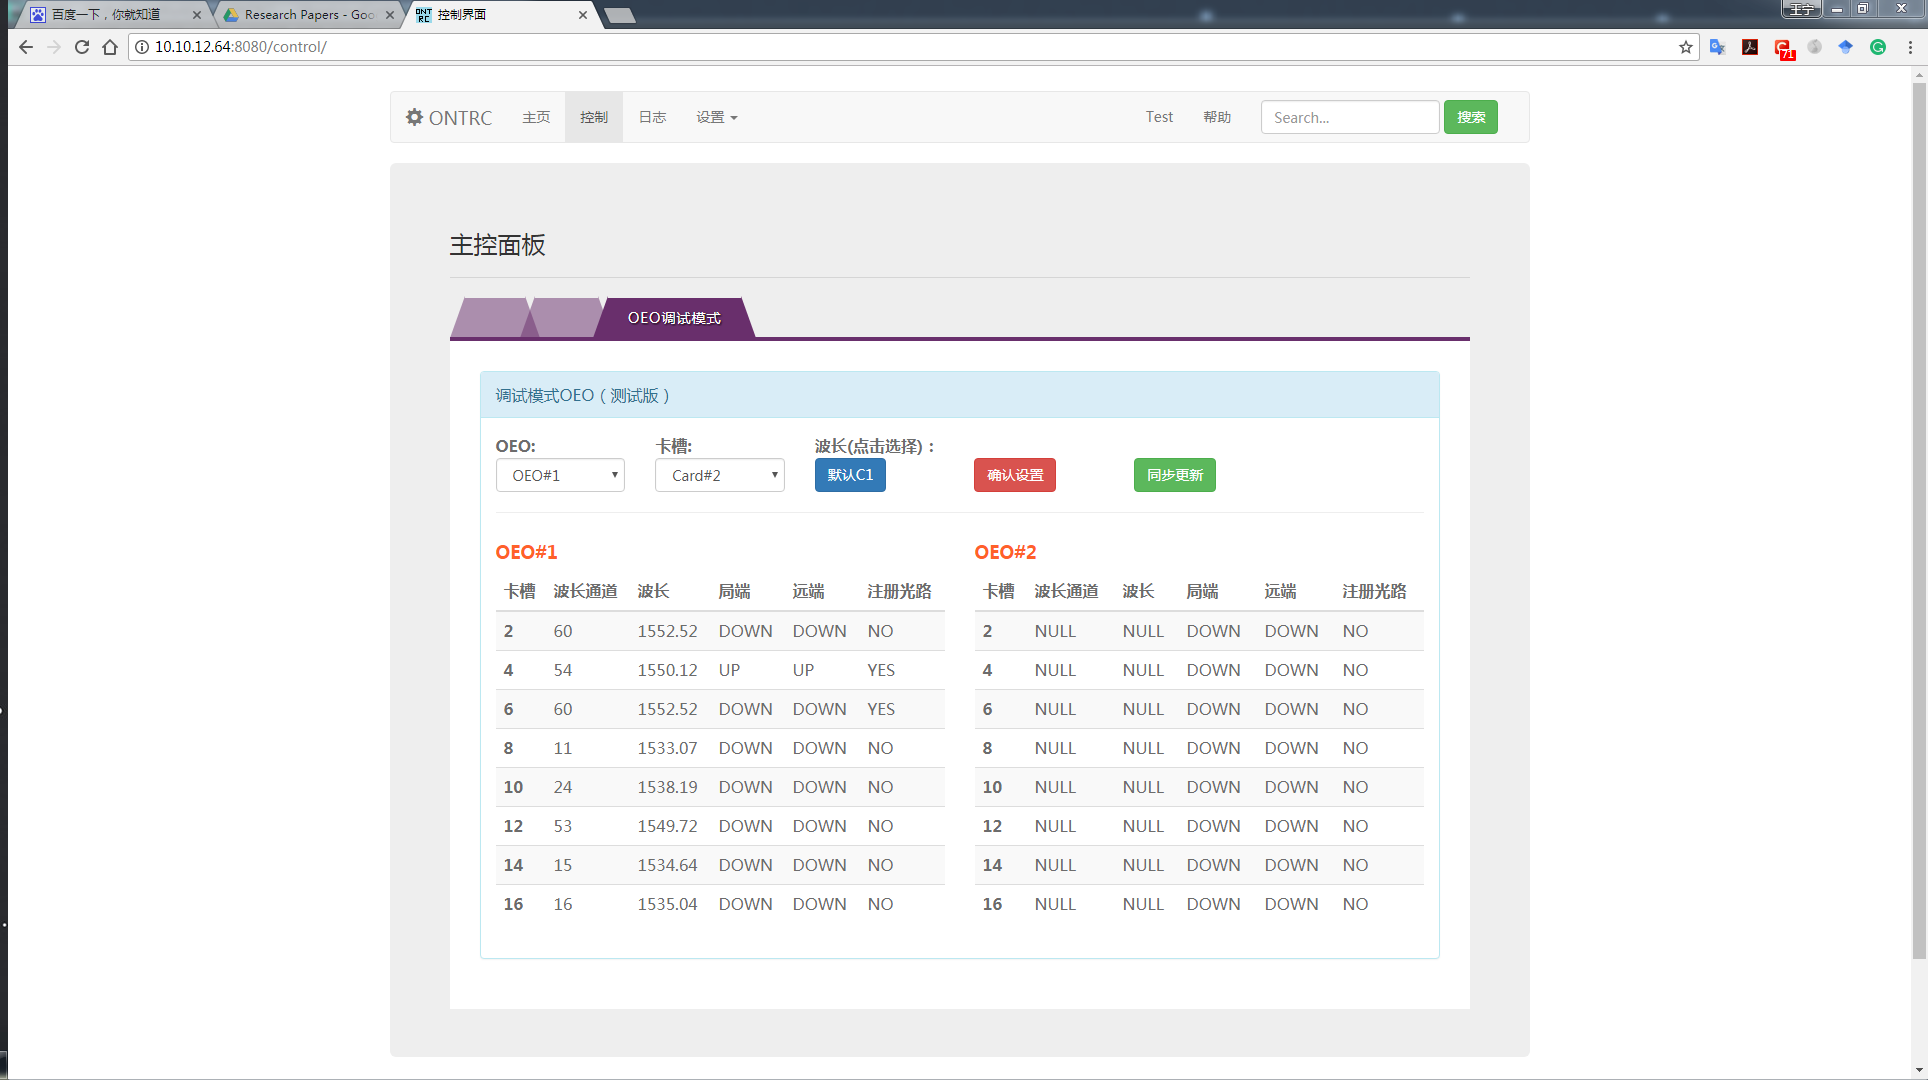 百度一下，你就知道
Research Papers - Goo
ONT RC 控制界面
王宁
10.10.12.64:8080/control/
71
ONTRC 主页 控制 日志 设置 Test 帮助 Search... 搜索
主控面板
OEO调试模式
调试模式OEO（测试版）
OEO: 卡槽: 波长(点击选择)：
OEO#1 Card#2 默认C1 确认设置 同步更新
OEO#1
卡槽 波长通道 波长 局端 远端 注册光路
2 60 1552.52 DOWN DOWN NO
4 54 1550.12 UP UP YES
6 60 1552.52 DOWN DOWN YES
8 11 1533.07 DOWN DOWN NO
10 24 1538.19 DOWN DOWN NO
12 53 1549.72 DOWN DOWN NO
14 15 1534.64 DOWN DOWN NO
16 16 1535.04 DOWN DOWN NO
OEO#2
卡槽 波长通道 波长 局端 远端 注册光路
2 NULL NULL DOWN DOWN NO
4 NULL NULL DOWN DOWN NO
6 NULL NULL DOWN DOWN NO
8 NULL NULL DOWN DOWN NO
10 NULL NULL DOWN DOWN NO
12 NULL NULL DOWN DOWN NO
14 NULL NULL DOWN DOWN NO
16 NULL NULL DOWN DOWN NO